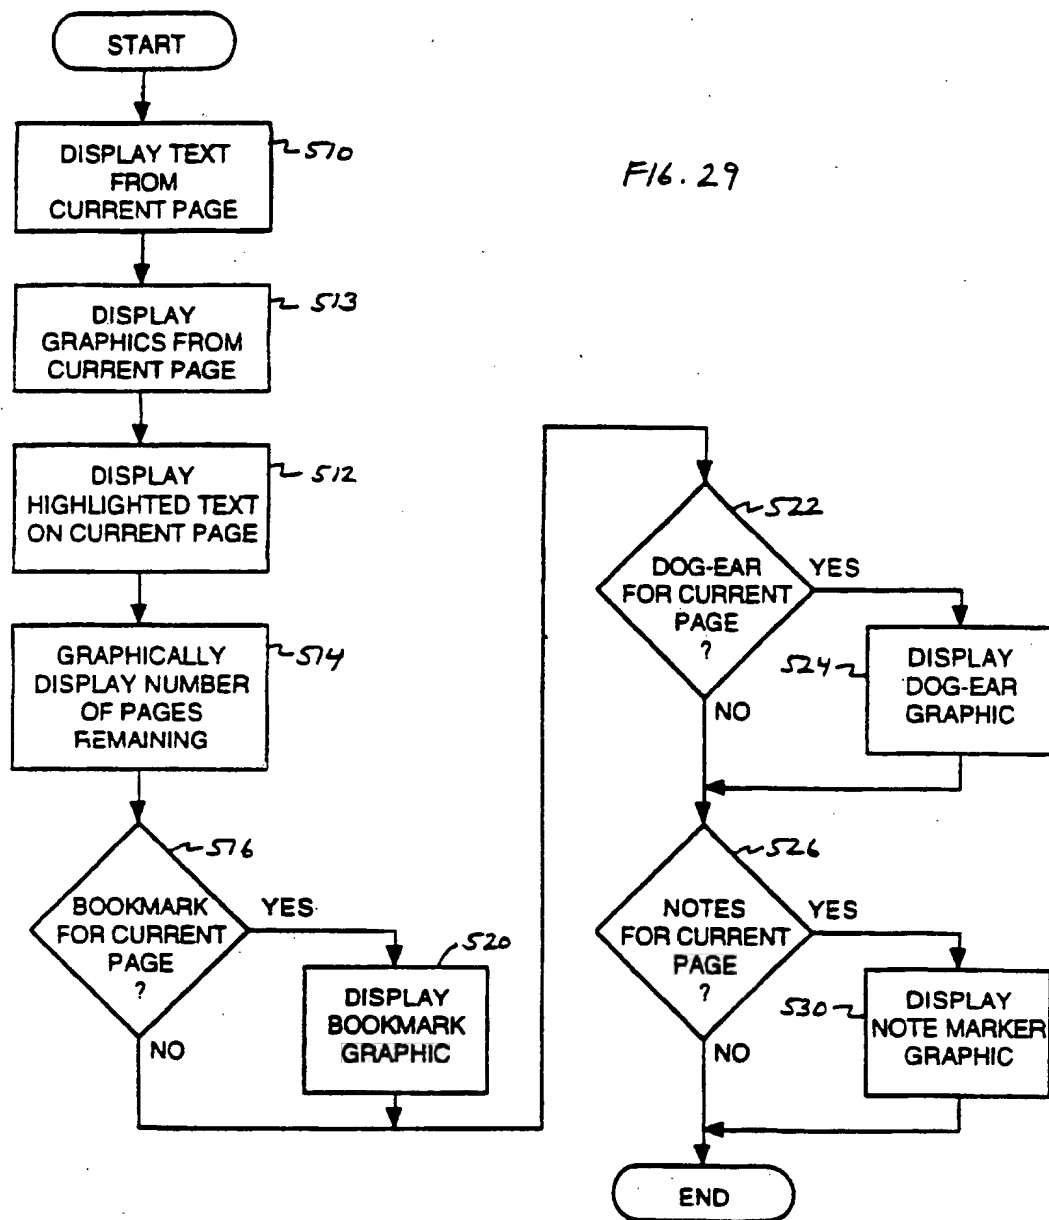 START
DISPLAY TEXT
FROM
CURRENT PAGE
510
FIG. 29
DISPLAY
GRAPHICS FROM
CURRENT PAGE
513
DISPLAY
HIGHLIGHTED TEXT
ON CURRENT PAGE
512
GRAPHICALLY
DISPLAY NUMBER
OF PAGES
REMAINING
514
516
BOOKMARK
FOR CURRENT
PAGE
?
YES
NO
520
DISPLAY
BOOKMARK
GRAPHIC
522
DOG-EAR
FOR CURRENT
PAGE
?
YES
NO
524
DISPLAY
DOG-EAR
GRAPHIC
526
NOTES
FOR CURRENT
PAGE
?
YES
NO
530
DISPLAY
NOTE MARKER
GRAPHIC
END